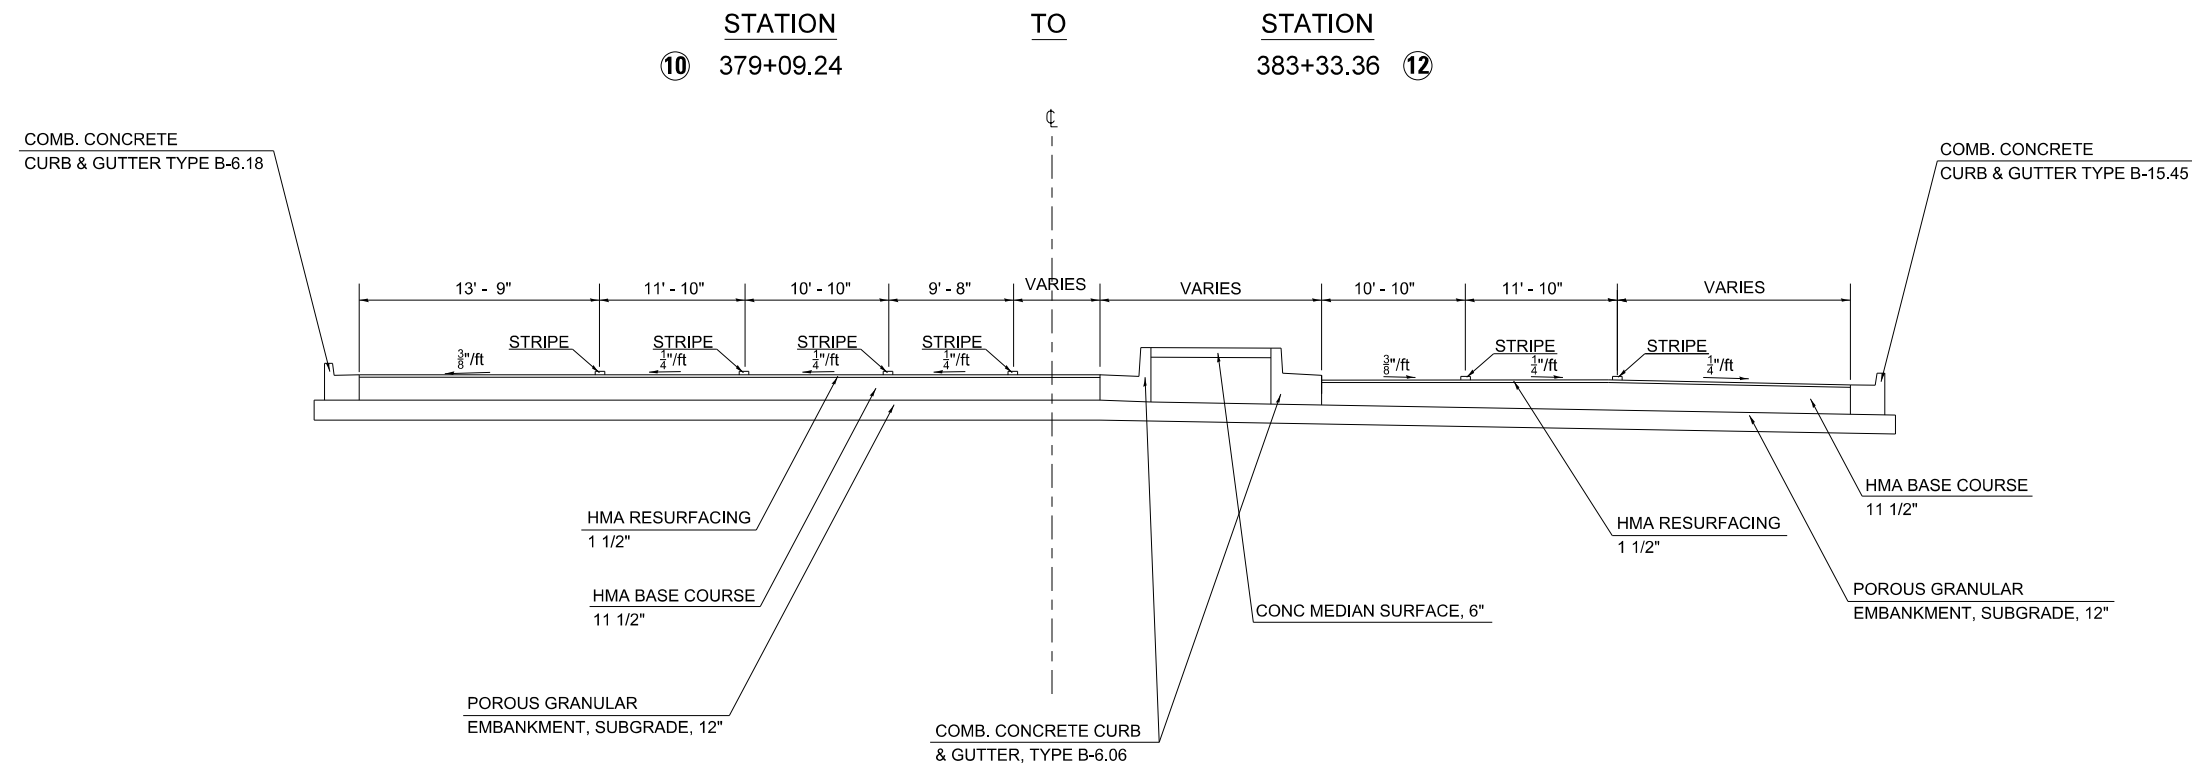 STATION TO STATION
10 379+09.24 383+33.36 12
℄
COMB. CONCRETE
CURB & GUTTER TYPE B-6.18
COMB. CONCRETE
CURB & GUTTER TYPE B-15.45
13' - 9" 11' - 10" 10' - 10" 9' - 8" VARIES VARIES 10' - 10" 11' - 10" VARIES
STRIPE STRIPE STRIPE STRIPE STRIPE STRIPE
3/8"/ft 1/4"/ft 1/4"/ft 1/4"/ft 3/8"/ft 1/4"/ft 1/4"/ft
HMA RESURFACING
1 1/2"
HMA BASE COURSE
11 1/2"
POROUS GRANULAR
EMBANKMENT, SUBGRADE, 12"
COMB. CONCRETE CURB
& GUTTER, TYPE B-6.06
CONC MEDIAN SURFACE, 6"
HMA RESURFACING
1 1/2"
HMA BASE COURSE
11 1/2"
POROUS GRANULAR
EMBANKMENT, SUBGRADE, 12"